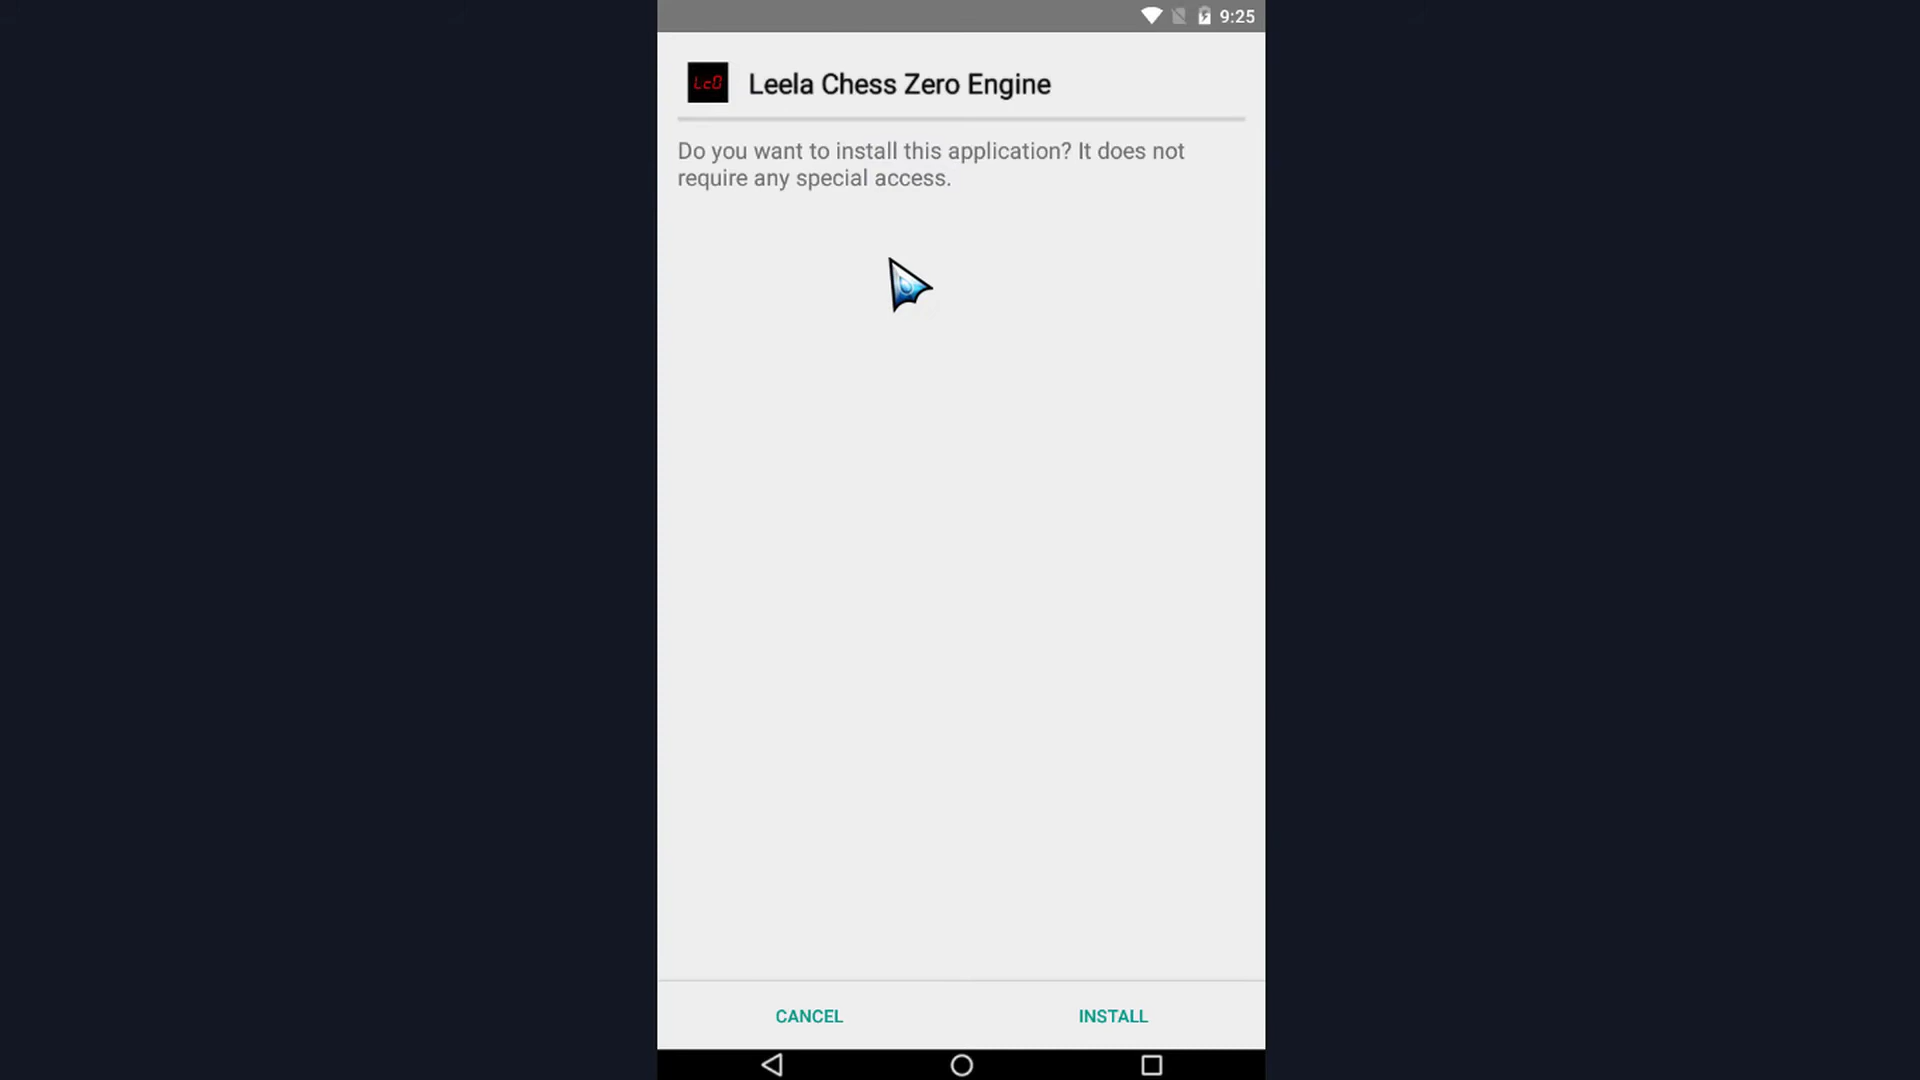 9:25
Lc0
Leela Chess Zero Engine
Do you want to install this application? It does not
require any special access.
CANCEL
INSTALL